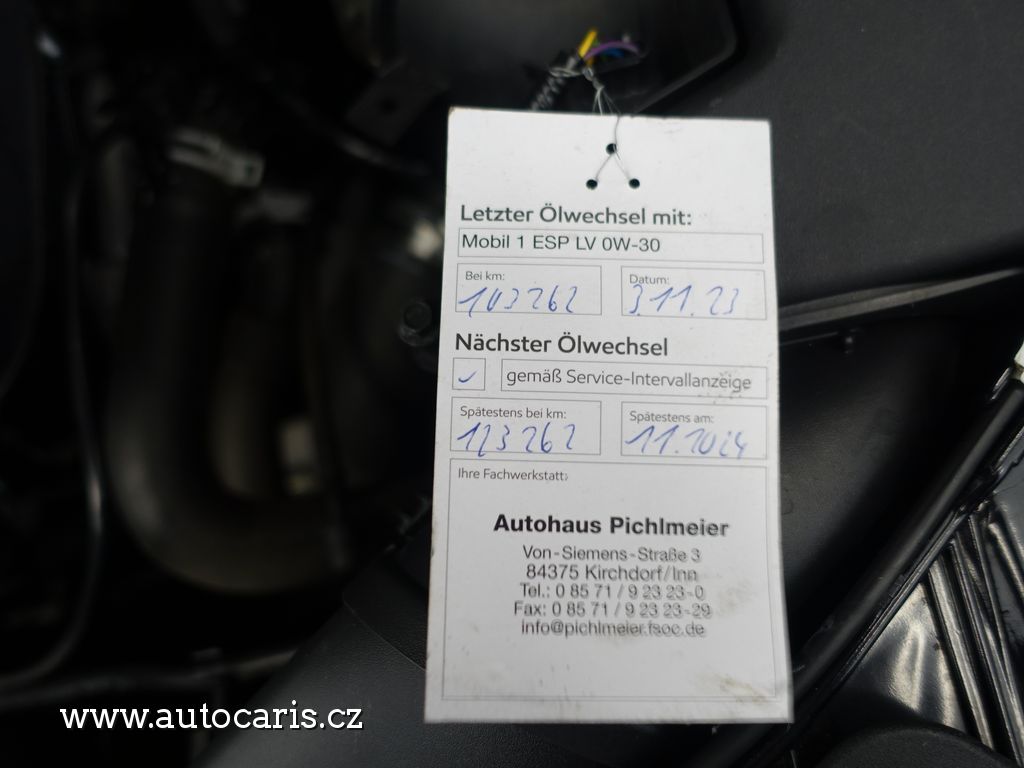 Letzter Ölwechsel mit:
Mobil 1 ESP LV 0W-30
Bei km:
103262
Datum:
3.11.23
Nächster Ölwechsel
gemäß Service-Intervallanzeige
Spätestens bei km:
123262
Spätestens am:
11.2024
Ihre Fachwerkstatt:
Autohaus Pichlmeier
Von-Siemens-Straße 3
84375 Kirchdorf/Inn
Tel.: 0 85 71 / 9 23 23-0
Fax: 0 85 71 / 9 23 23-29
info@pichlmeier.fsoc.de
www.autocaris.cz